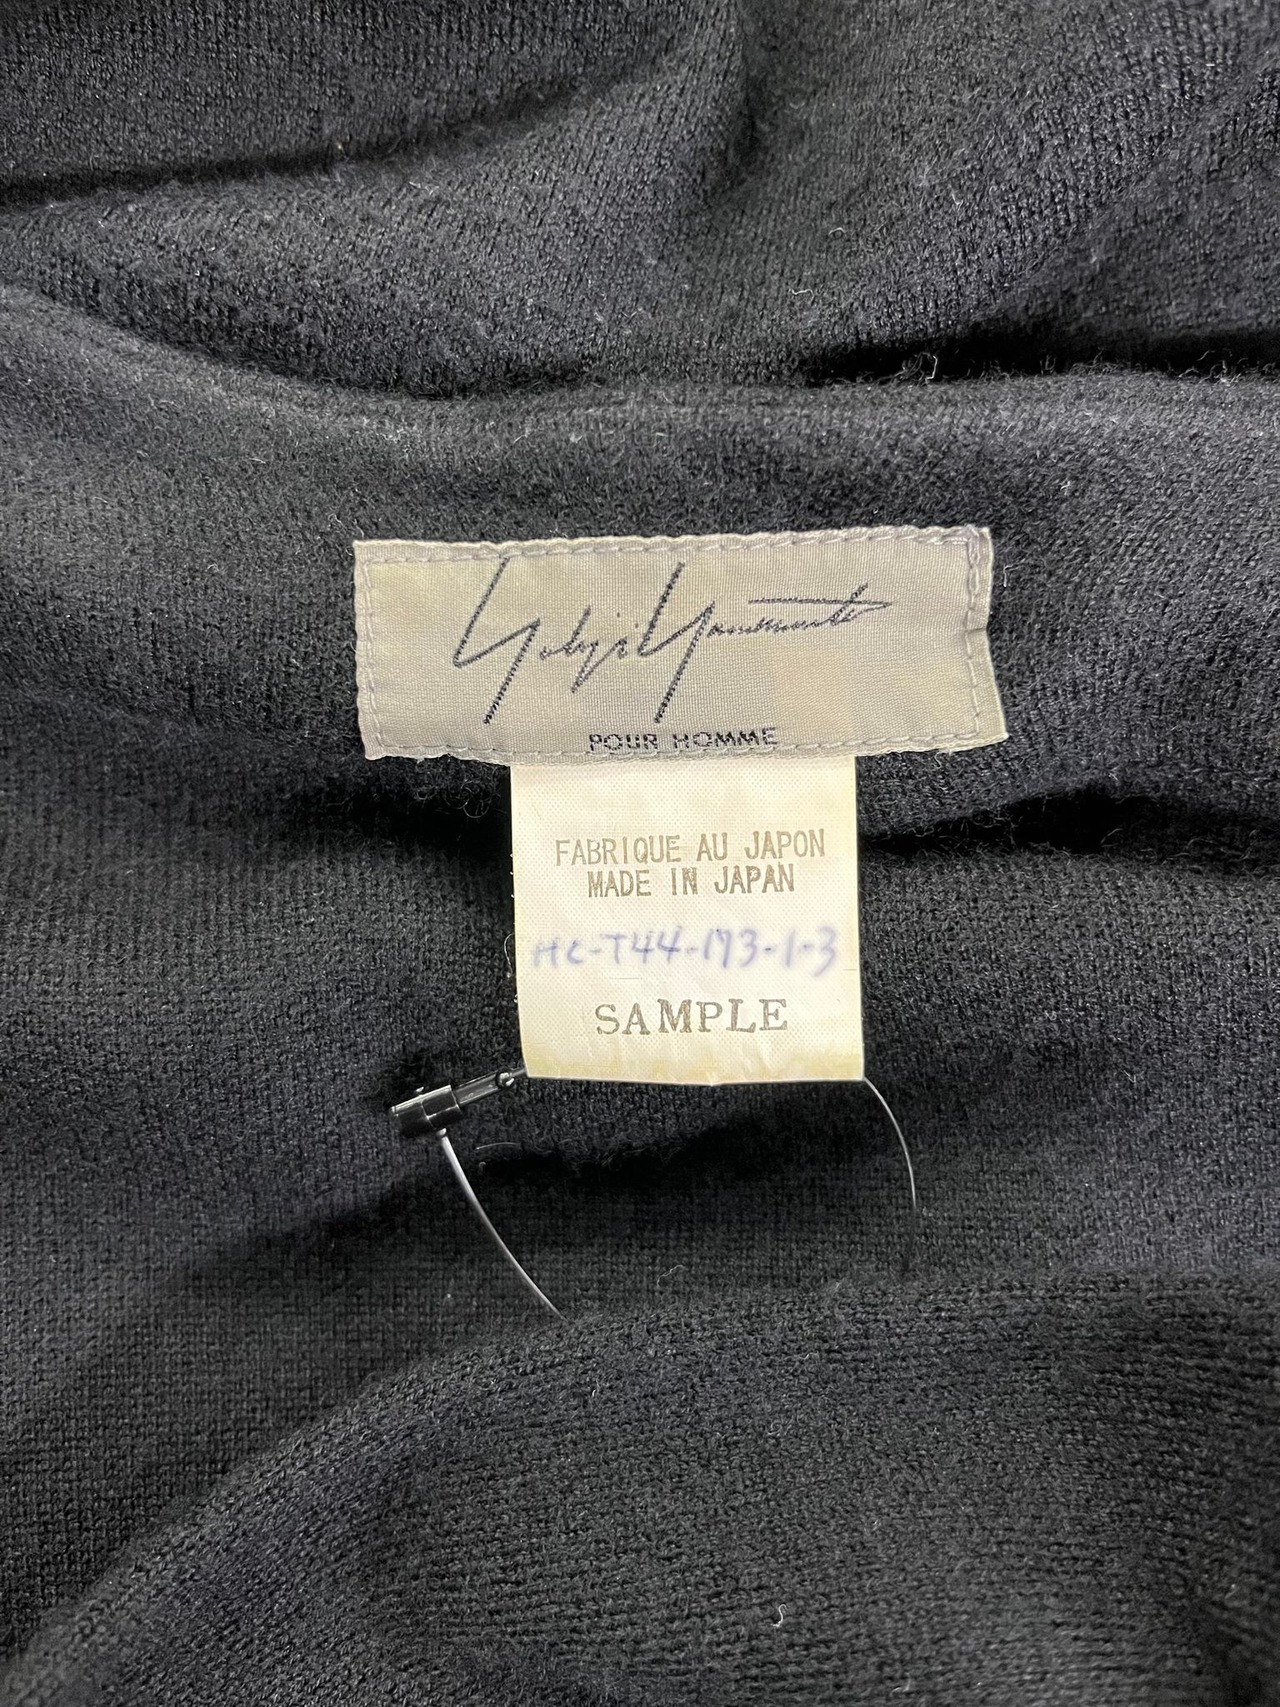 Yohji Yamamoto
POUR HOMME
FABRIQUE AU JAPON
MADE IN JAPAN
HC-T44-173-1-3
SAMPLE